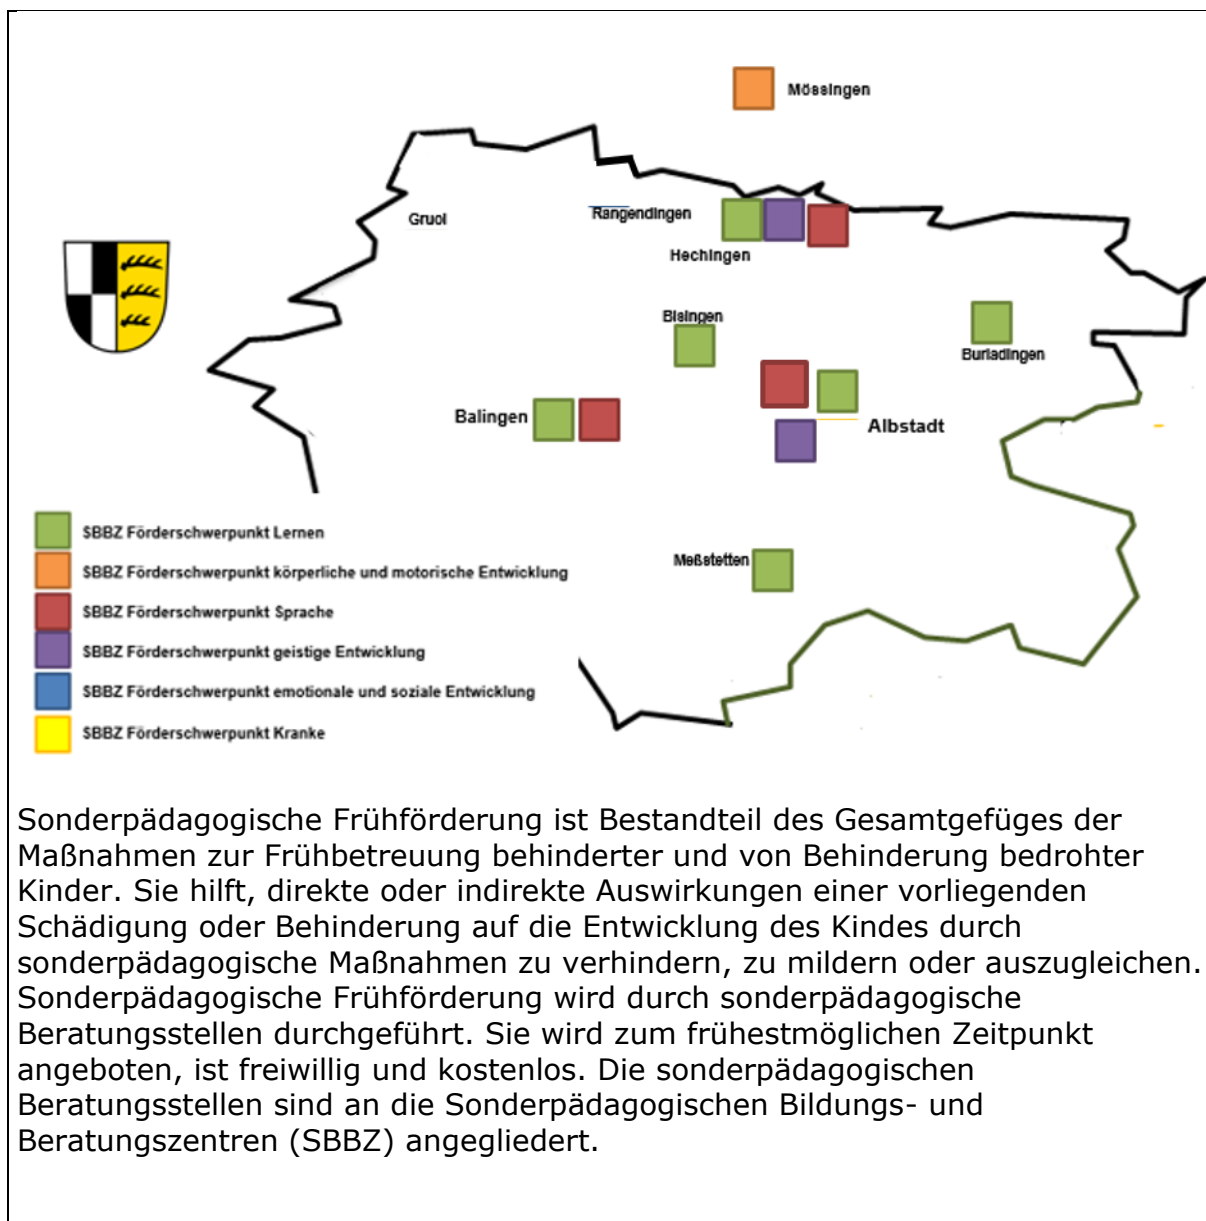 Mössingen
Gruol
Rangendingen
Hechingen
Bisingen
Burladingen
Balingen
Albstadt
Meßstetten
SBBZ Förderschwerpunkt Lernen
SBBZ Förderschwerpunkt körperliche und motorische Entwicklung
SBBZ Förderschwerpunkt Sprache
SBBZ Förderschwerpunkt geistige Entwicklung
SBBZ Förderschwerpunkt emotionale und soziale Entwicklung
SBBZ Förderschwerpunkt Kranke
Sonderpädagogische Frühförderung ist Bestandteil des Gesamtgefüges der
Maßnahmen zur Frühbetreuung behinderter und von Behinderung bedrohter
Kinder. Sie hilft, direkte oder indirekte Auswirkungen einer vorliegenden
Schädigung oder Behinderung auf die Entwicklung des Kindes durch
sonderpädagogische Maßnahmen zu verhindern, zu mildern oder auszugleichen.
Sonderpädagogische Frühförderung wird durch sonderpädagogische
Beratungsstellen durchgeführt. Sie wird zum frühestmöglichen Zeitpunkt
angeboten, ist freiwillig und kostenlos. Die sonderpädagogischen
Beratungsstellen sind an die Sonderpädagogischen Bildungs- und
Beratungszentren (SBBZ) angegliedert.